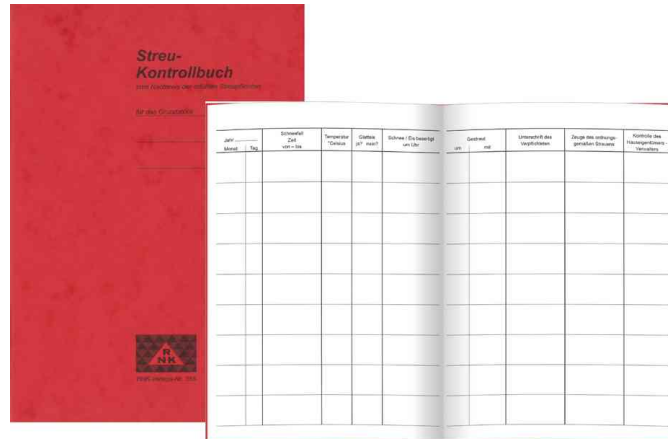 Streu-
Kontrollbuch
zum Nachweis der erfüllten Streupflichten
für das Grundstück
R
NK
Jahr
Monat Tag
Schneefall
Zeit
von – bis
Temperatur
°Celsius
Glatteis
ja? nein?
Schnee / Eis beseitigt
um Uhr
Gestreut
um mit
Unterschrift des
Verpflichteten
Zeuge des ordnungs-
gemäßen Streuens
Kontrolle des
Hauseigentümers -
Verwalters